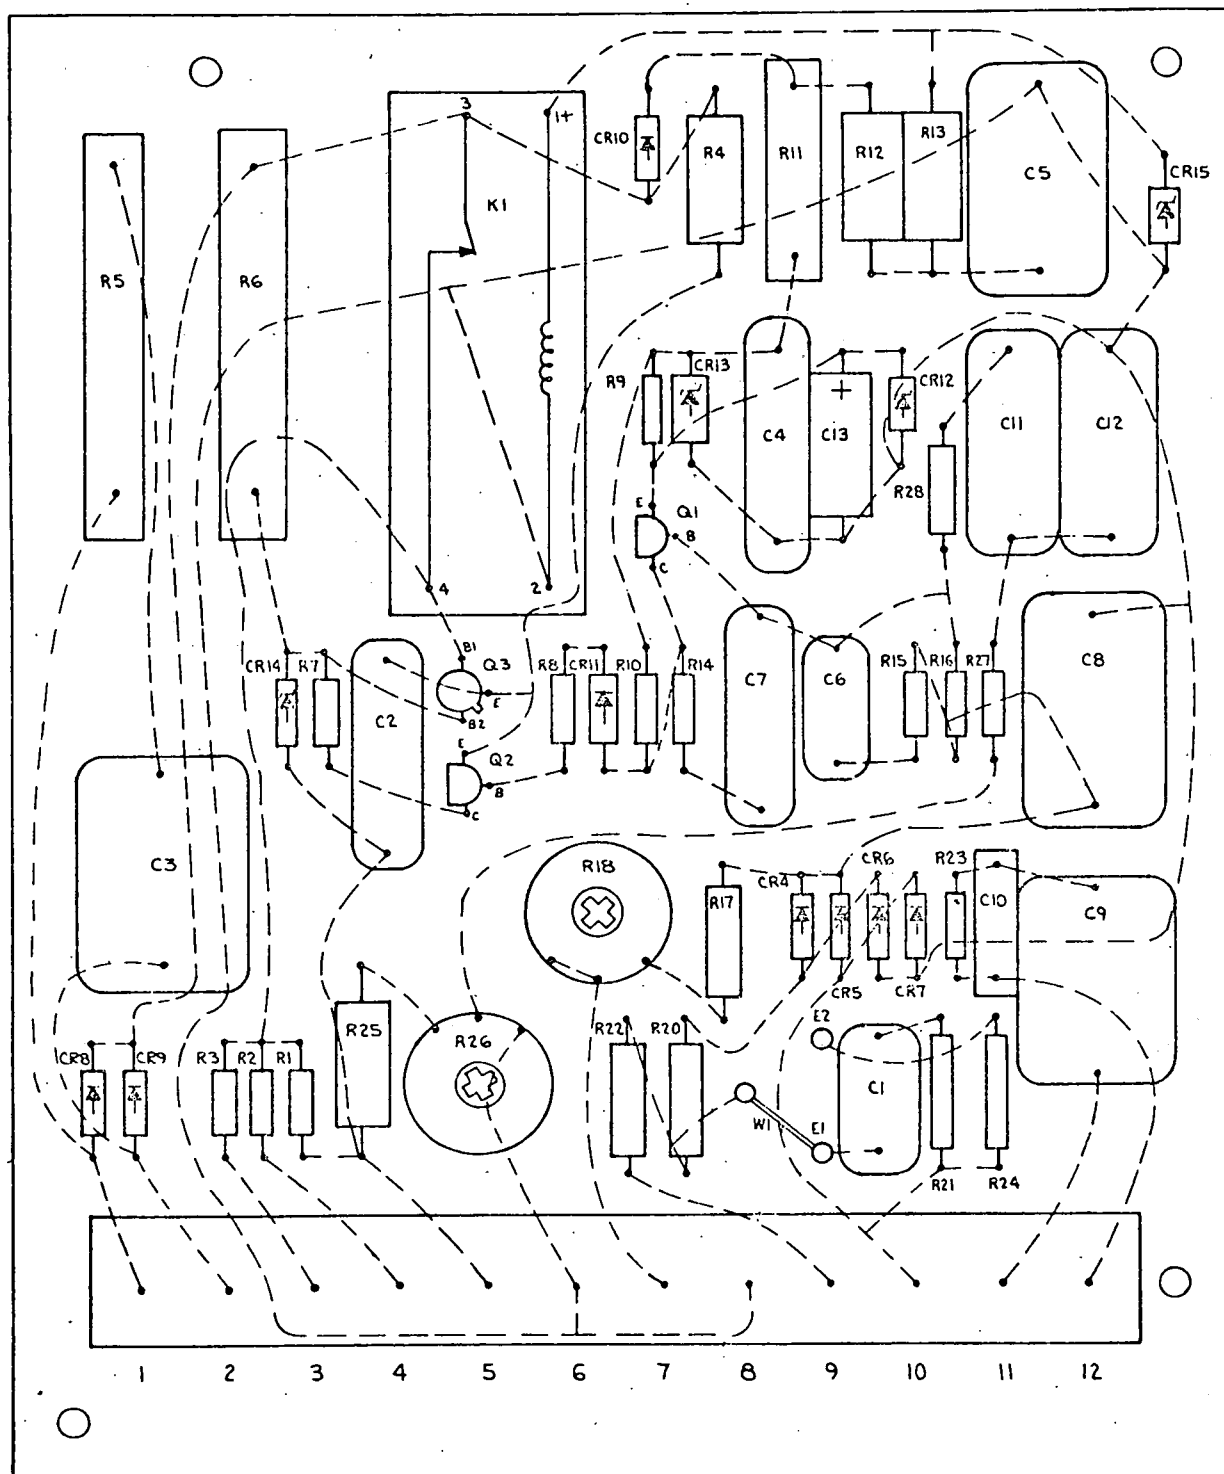 3
1+
CR10
R4
R11
R12
R13
C5
CR15
R5
R6
K1
R9
CR13
C4
+
C13
CR12
R28
C11
C12
E
Q1
B
C
4
2
B1
CR14
R7
C2
Q3
E
B2
R8
CR11
R10
R14
C7
C6
R15
R16
R27
C8
E
Q2
B
C
C3
R18
R17
CR4
CR6
R23
C10
C9
CR5
CR7
CR8
CR9
R3
R2
R1
R25
R26
R22
R20
E2
C1
W1
E1
R21
R24
1 2 3 4 5 6 7 8 9 10 11 12